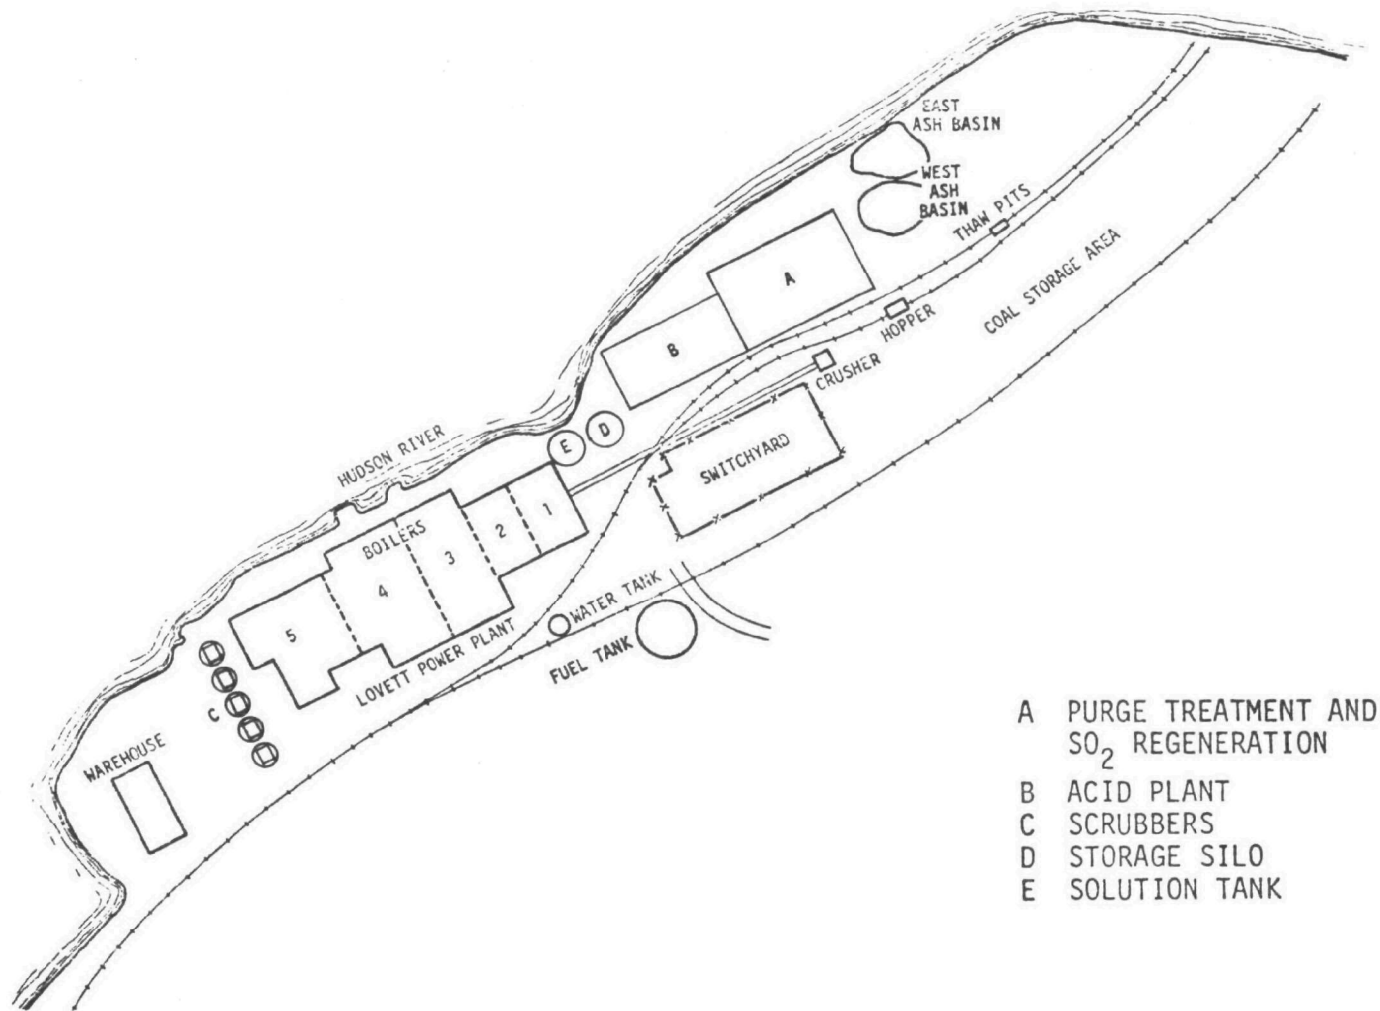 EAST
ASH BASIN
WEST
ASH
BASIN
THAW PITS
A
COAL STORAGE AREA
HOPPER
B
CRUSHER
D
E
SWITCHYARD
HUDSON RIVER
1
2
BOILERS
3
4
5
WATER TANK
FUEL TANK
LOVETT POWER PLANT
C
WAREHOUSE
A PURGE TREATMENT AND
SO2 REGENERATION
B ACID PLANT
C SCRUBBERS
D STORAGE SILO
E SOLUTION TANK